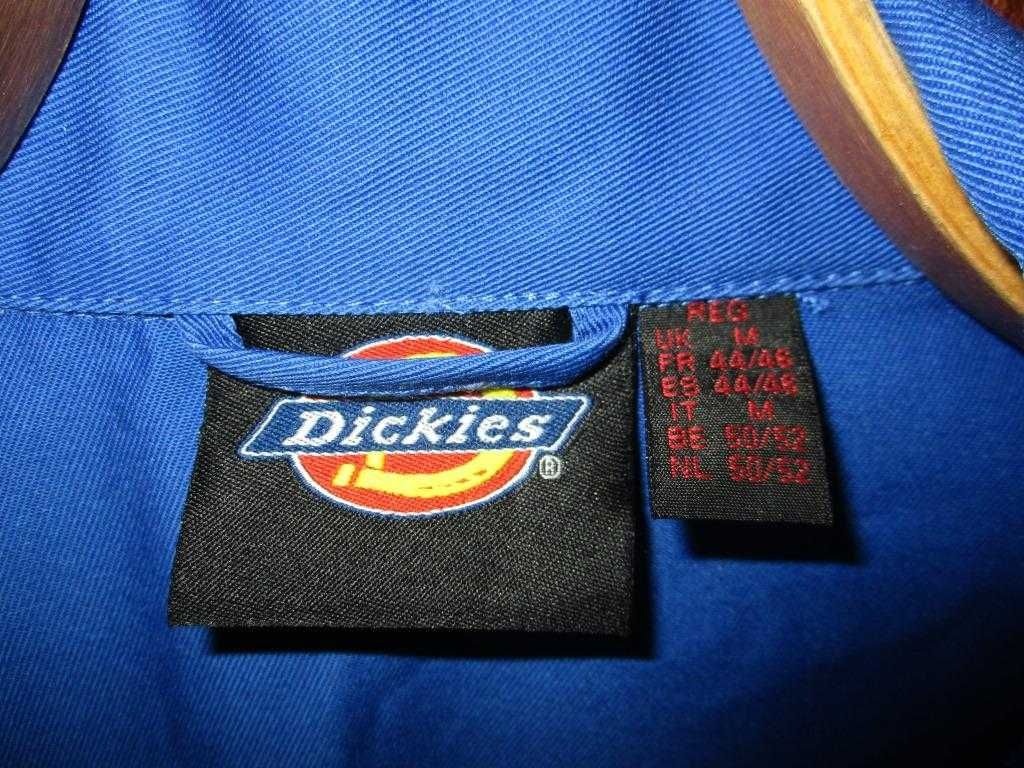 Dickies
®
REG
UK M
FR 44/46
ES 44/46
IT M
BE 50/52
NL 50/52